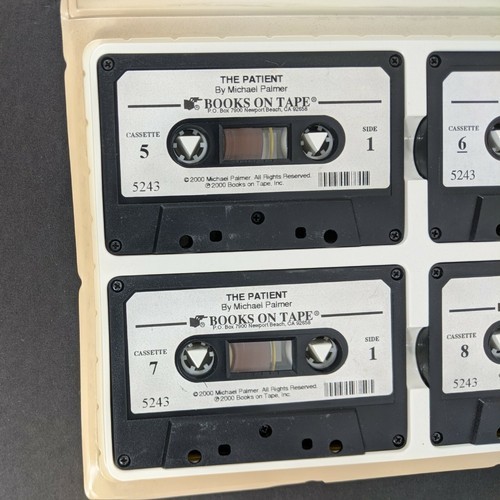 THE PATIENT
By Michael Palmer
BOOKS ON TAPE®
P.O. Box 7900 Newport Beach, CA 92658
CASSETTE
5
SIDE
1
5243
© 2000 Michael Palmer. All Rights Reserved.
℗ 2000 Books on Tape, Inc.
CASSETTE
6
5243
THE PATIENT
By Michael Palmer
BOOKS ON TAPE®
P.O. Box 7900 Newport Beach, CA 92658
CASSETTE
7
SIDE
1
5243
© 2000 Michael Palmer. All Rights Reserved.
℗ 2000 Books on Tape, Inc.
CASSETTE
8
5243